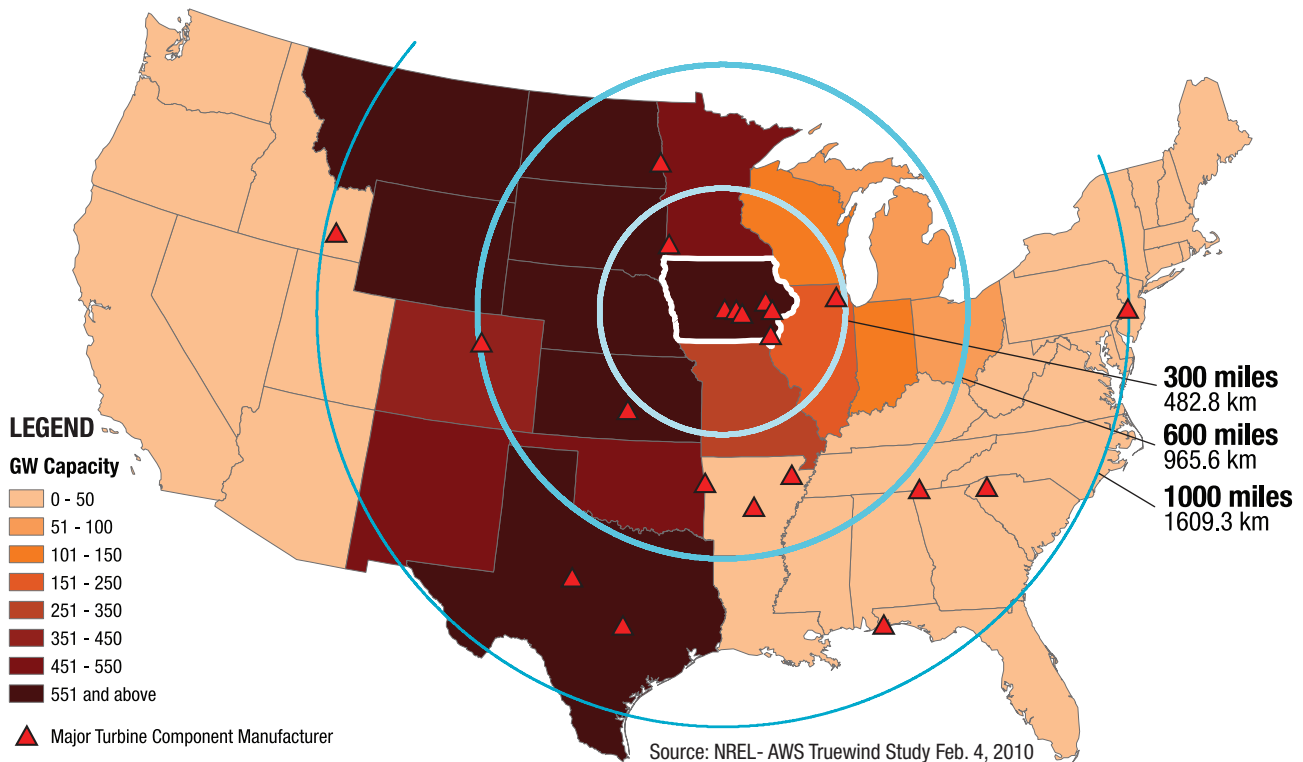 LEGEND
GW Capacity
0 - 50
51 - 100
101 - 150
151 - 250
251 - 350
351 - 450
451 - 550
551 and above
Major Turbine Component Manufacturer
300 miles
482.8 km
600 miles
965.6 km
1000 miles
1609.3 km
Source: NREL- AWS Truewind Study Feb. 4, 2010